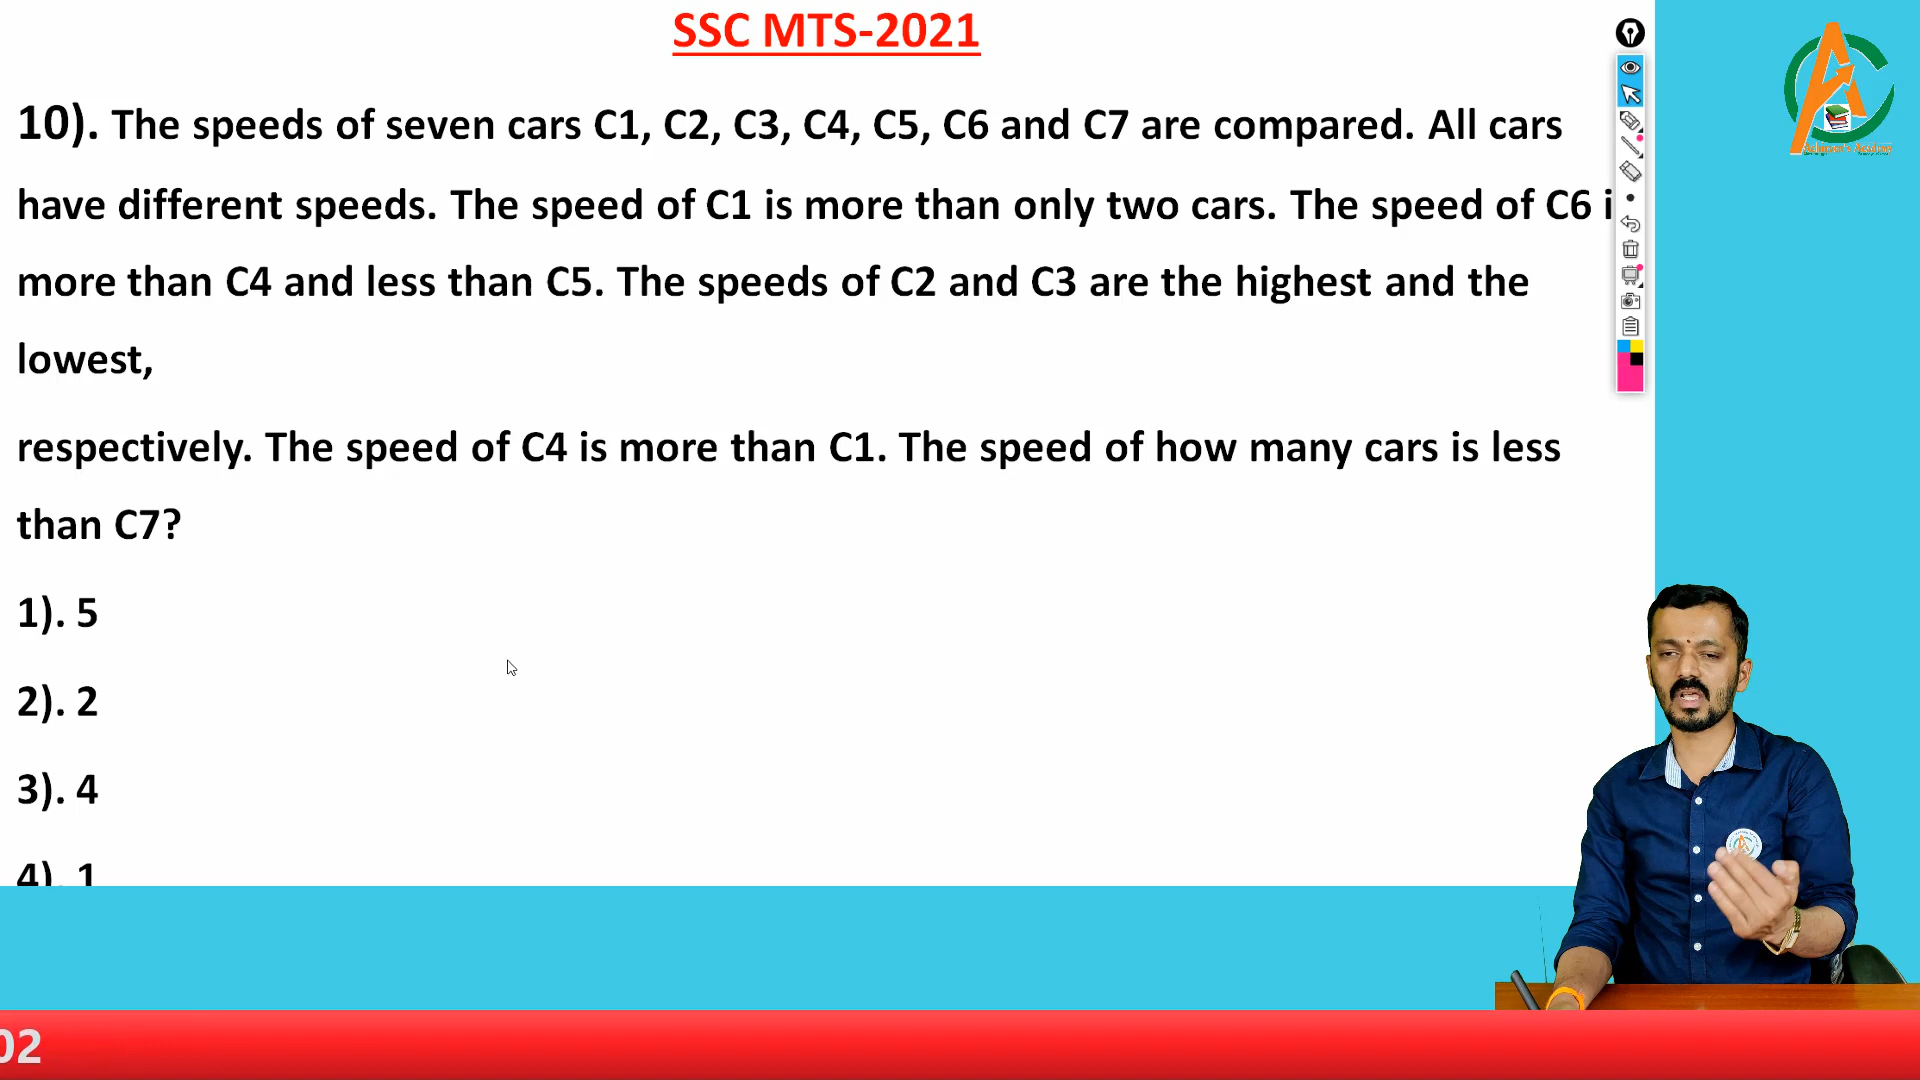 SSC MTS-2021
10). The speeds of seven cars C1, C2, C3, C4, C5, C6 and C7 are compared. All cars
have different speeds. The speed of C1 is more than only two cars. The speed of C6 i
more than C4 and less than C5. The speeds of C2 and C3 are the highest and the
lowest,
respectively. The speed of C4 is more than C1. The speed of how many cars is less
than C7?
1). 5
2). 2
3). 4
4). 1
02